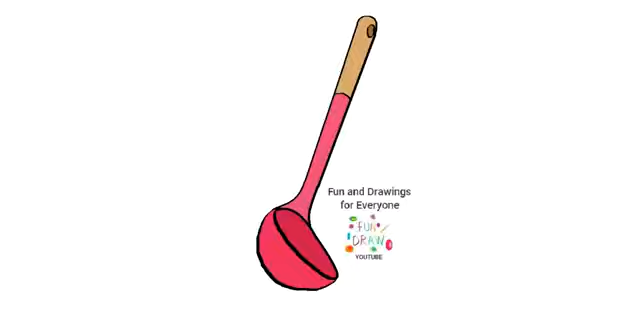 Fun and Drawings
for Everyone
FUN
DRAW
YOUTUBE